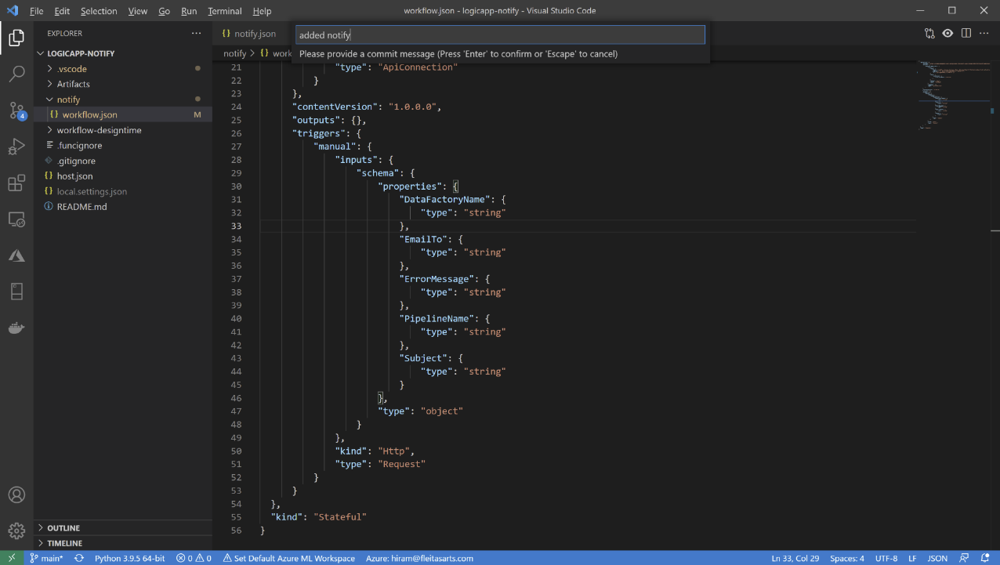 File Edit Selection View Go Run Terminal Help workflow.json - logicapp-notify - Visual Studio Code
EXPLORER
LOGICAPP-NOTIFY
.vscode
Artifacts
notify
{} workflow.json M
workflow-designtime
.funcignore
.gitignore
{} host.json
{} local.settings.json
README.md
4
OUTLINE
TIMELINE
{} notify.json
added notify
Please provide a commit message (Press 'Enter' to confirm or 'Escape' to cancel)
notify > {} work
21 "type": "ApiConnection"
22 }
23 },
24 "contentVersion": "1.0.0.0",
25 "outputs": {},
26 "triggers": {
27 "manual": {
28 "inputs": {
29 "schema": {
30 "properties": {
31 "DataFactoryName": {
32 "type": "string"
33 },
34 "EmailTo": {
35 "type": "string"
36 },
37 "ErrorMessage": {
38 "type": "string"
39 },
40 "PipelineName": {
41 "type": "string"
42 },
43 "Subject": {
44 "type": "string"
45 }
46 },
47 "type": "object"
48 }
49 },
50 "kind": "Http",
51 "type": "Request"
52 }
53 }
54 },
55 "kind": "Stateful"
56 }
main* Python 3.9.5 64-bit 0 0 Set Default Azure ML Workspace Azure: hiram@fleitasarts.com Ln 33, Col 29 Spaces: 4 UTF-8 LF JSON